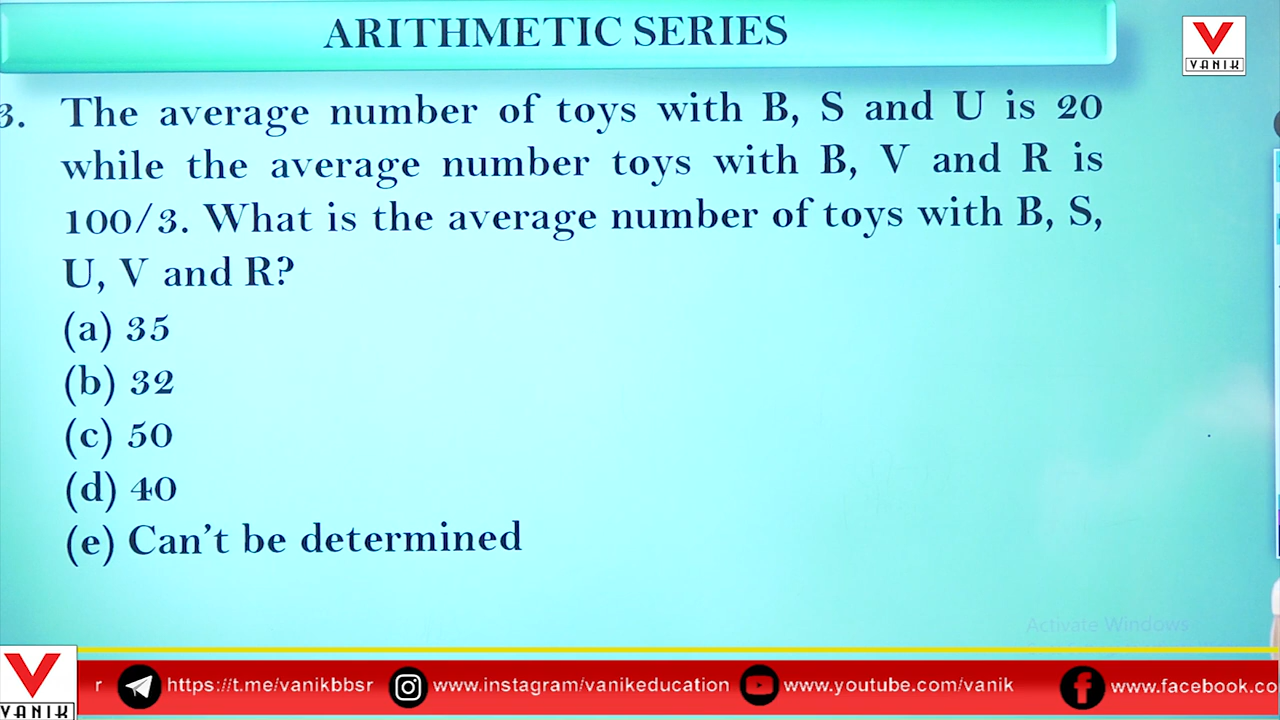 ARITHMETIC SERIES
VANIK
3. The average number of toys with B, S and U is 20
while the average number toys with B, V and R is
100/3. What is the average number of toys with B, S,
U, V and R?
(a) 35
(b) 32
(c) 50
(d) 40
(e) Can't be determined
Activate Windows
VANIK
r https://t.me/vanikbbsr www.instagram/vanikeducation www.youtube.com/vanik www.facebook.co